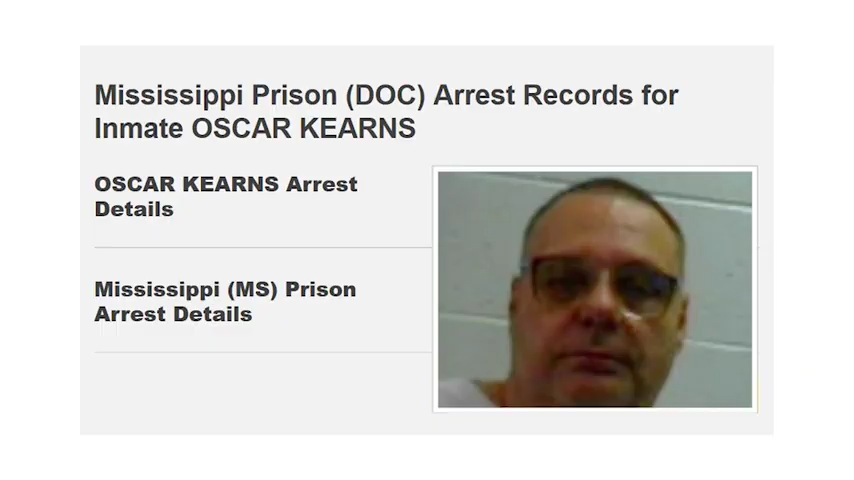 Mississippi Prison (DOC) Arrest Records for
Inmate OSCAR KEARNS
OSCAR KEARNS Arrest
Details
Mississippi (MS) Prison
Arrest Details